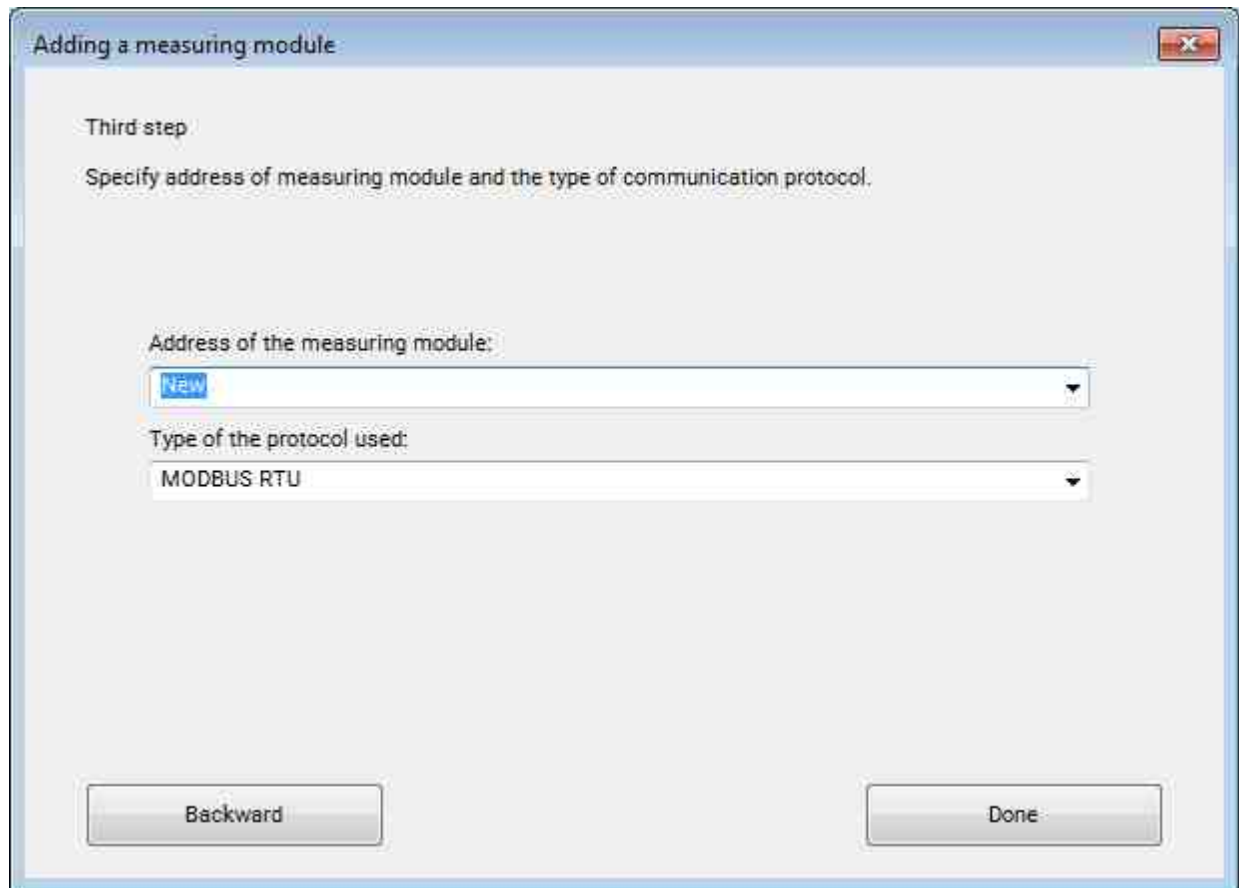 Adding a measuring module
Third step
Specify address of measuring module and the type of communication protocol.
Address of the measuring module:
New
Type of the protocol used:
MODBUS RTU
Backward
Done